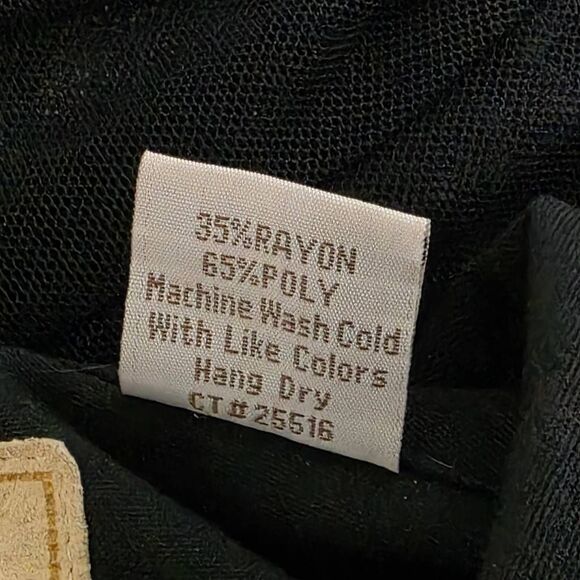 35%RAYON
65%POLY
Machine Wash Cold
With Like Colors
Hang Dry
CT#25516